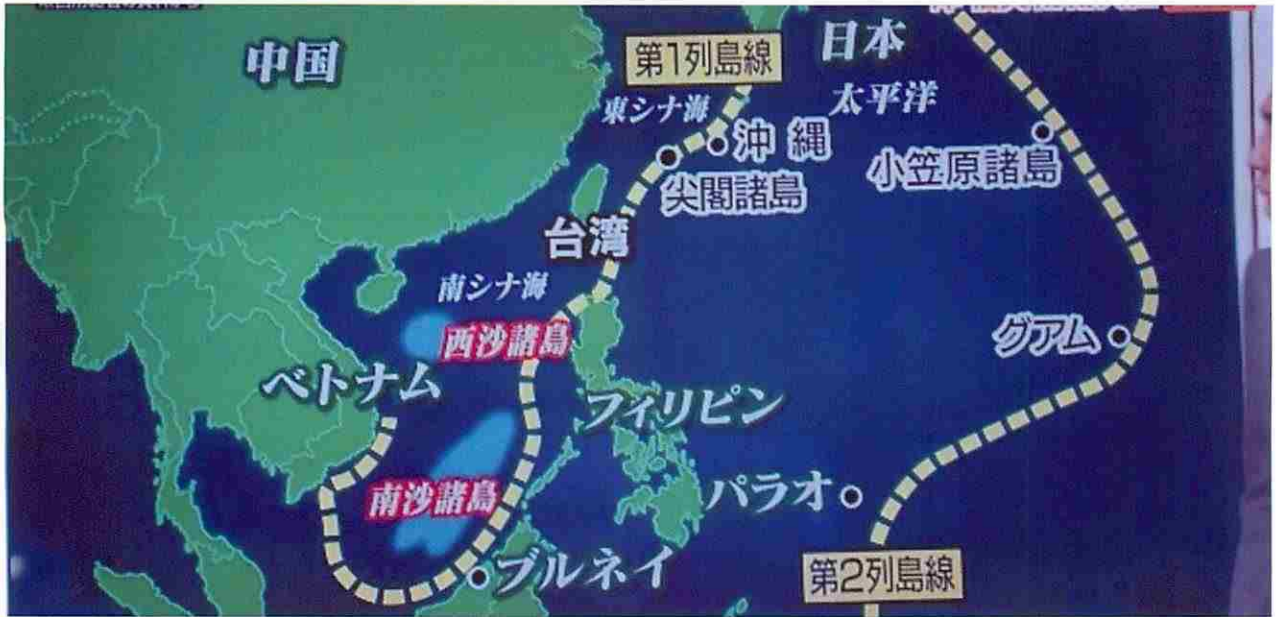 中国
第1列島線
日本
東シナ海
太平洋
沖縄
尖閣諸島
小笠原諸島
台湾
南シナ海
西沙諸島
グアム
ベトナム
フィリピン
南沙諸島
パラオ
ブルネイ
第2列島線